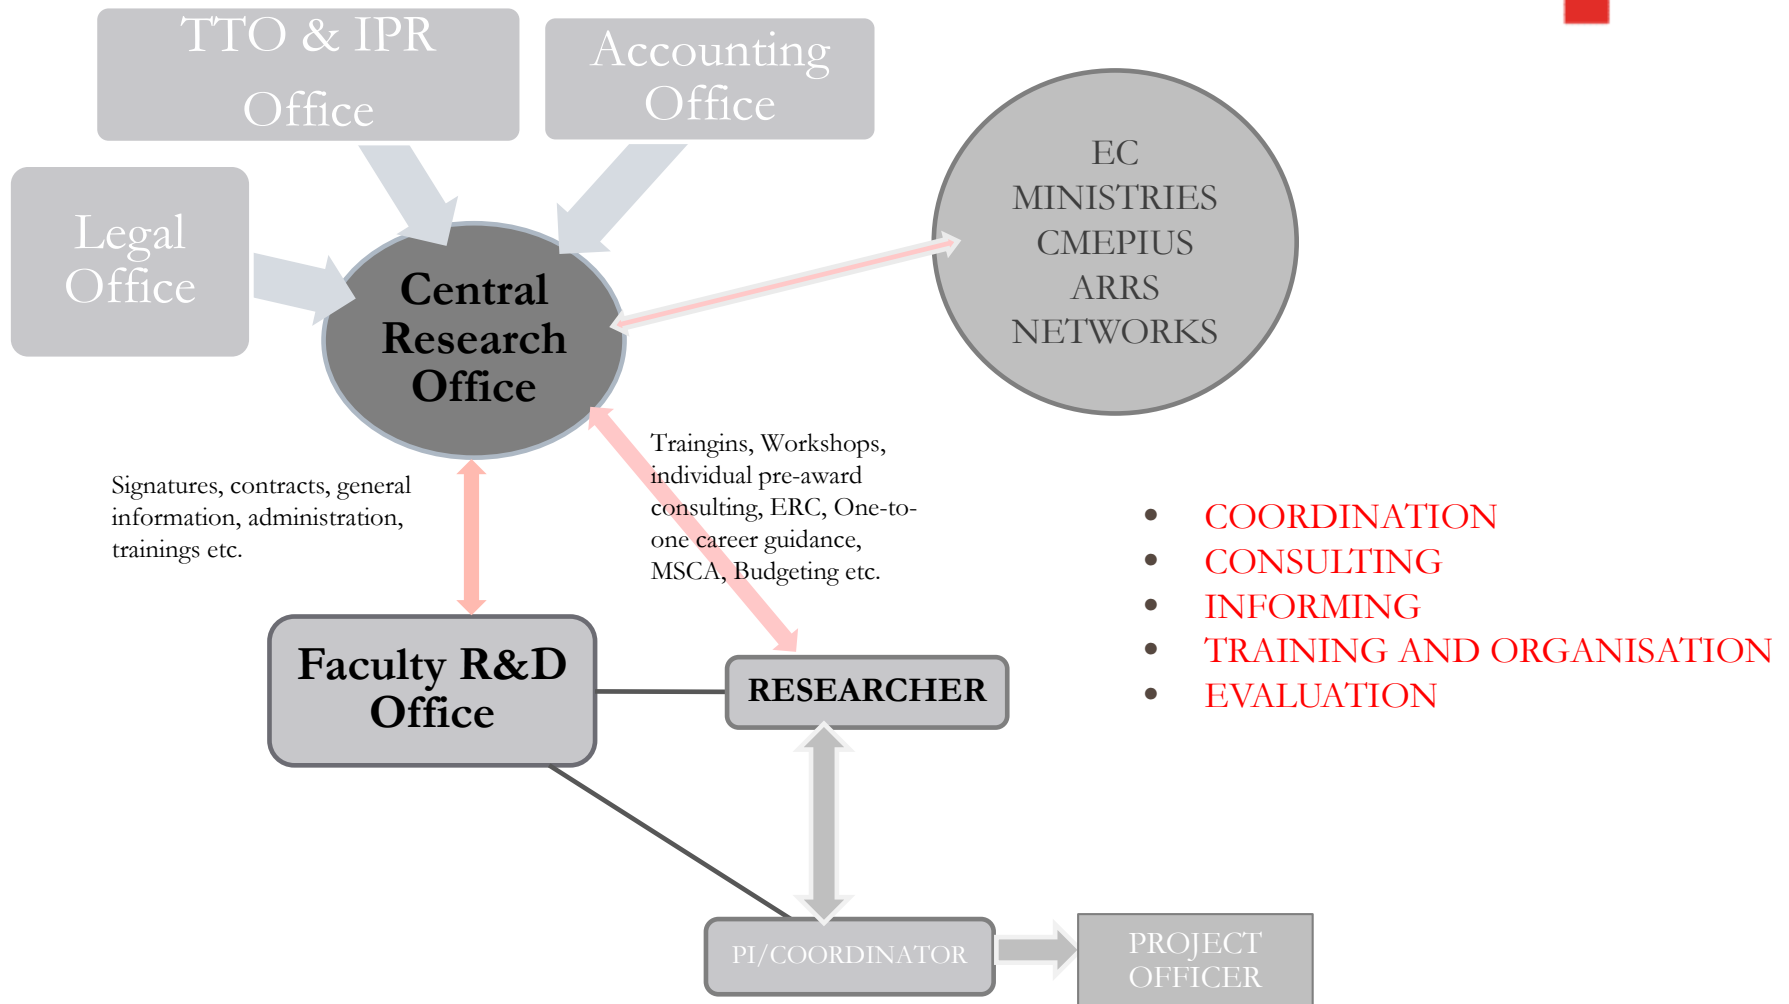 TTO & IPR
Office
Accounting
Office
Legal
Office
EC
MINISTRIES
CMEPIUS
ARRS
NETWORKS
Central
Research
Office
Signatures, contracts, general
information, administration,
trainings etc.
Traingins, Workshops,
individual pre-award
consulting, ERC, One-to-
one career guidance,
MSCA, Budgeting etc.
• COORDINATION
• CONSULTING
• INFORMING
• TRAINING AND ORGANISATION
• EVALUATION
Faculty R&D
Office
RESEARCHER
PI/COORDINATOR
PROJECT
OFFICER